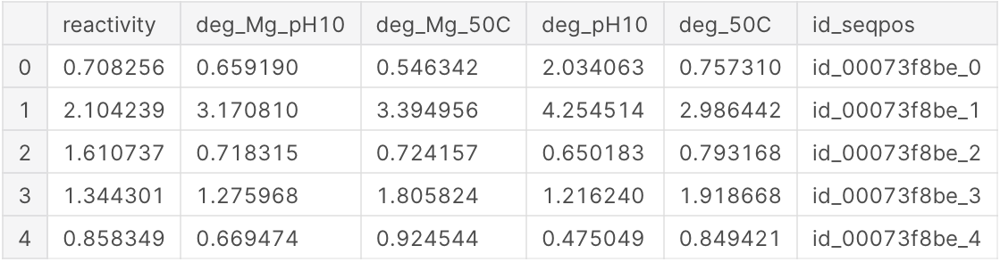 reactivity deg_Mg_pH10 deg_Mg_50C deg_pH10 deg_50C id_seqpos
0 0.708256 0.659190 0.546342 2.034063 0.757310 id_00073f8be_0
1 2.104239 3.170810 3.394956 4.254514 2.986442 id_00073f8be_1
2 1.610737 0.718315 0.724157 0.650183 0.793168 id_00073f8be_2
3 1.344301 1.275968 1.805824 1.216240 1.918668 id_00073f8be_3
4 0.858349 0.669474 0.924544 0.475049 0.849421 id_00073f8be_4